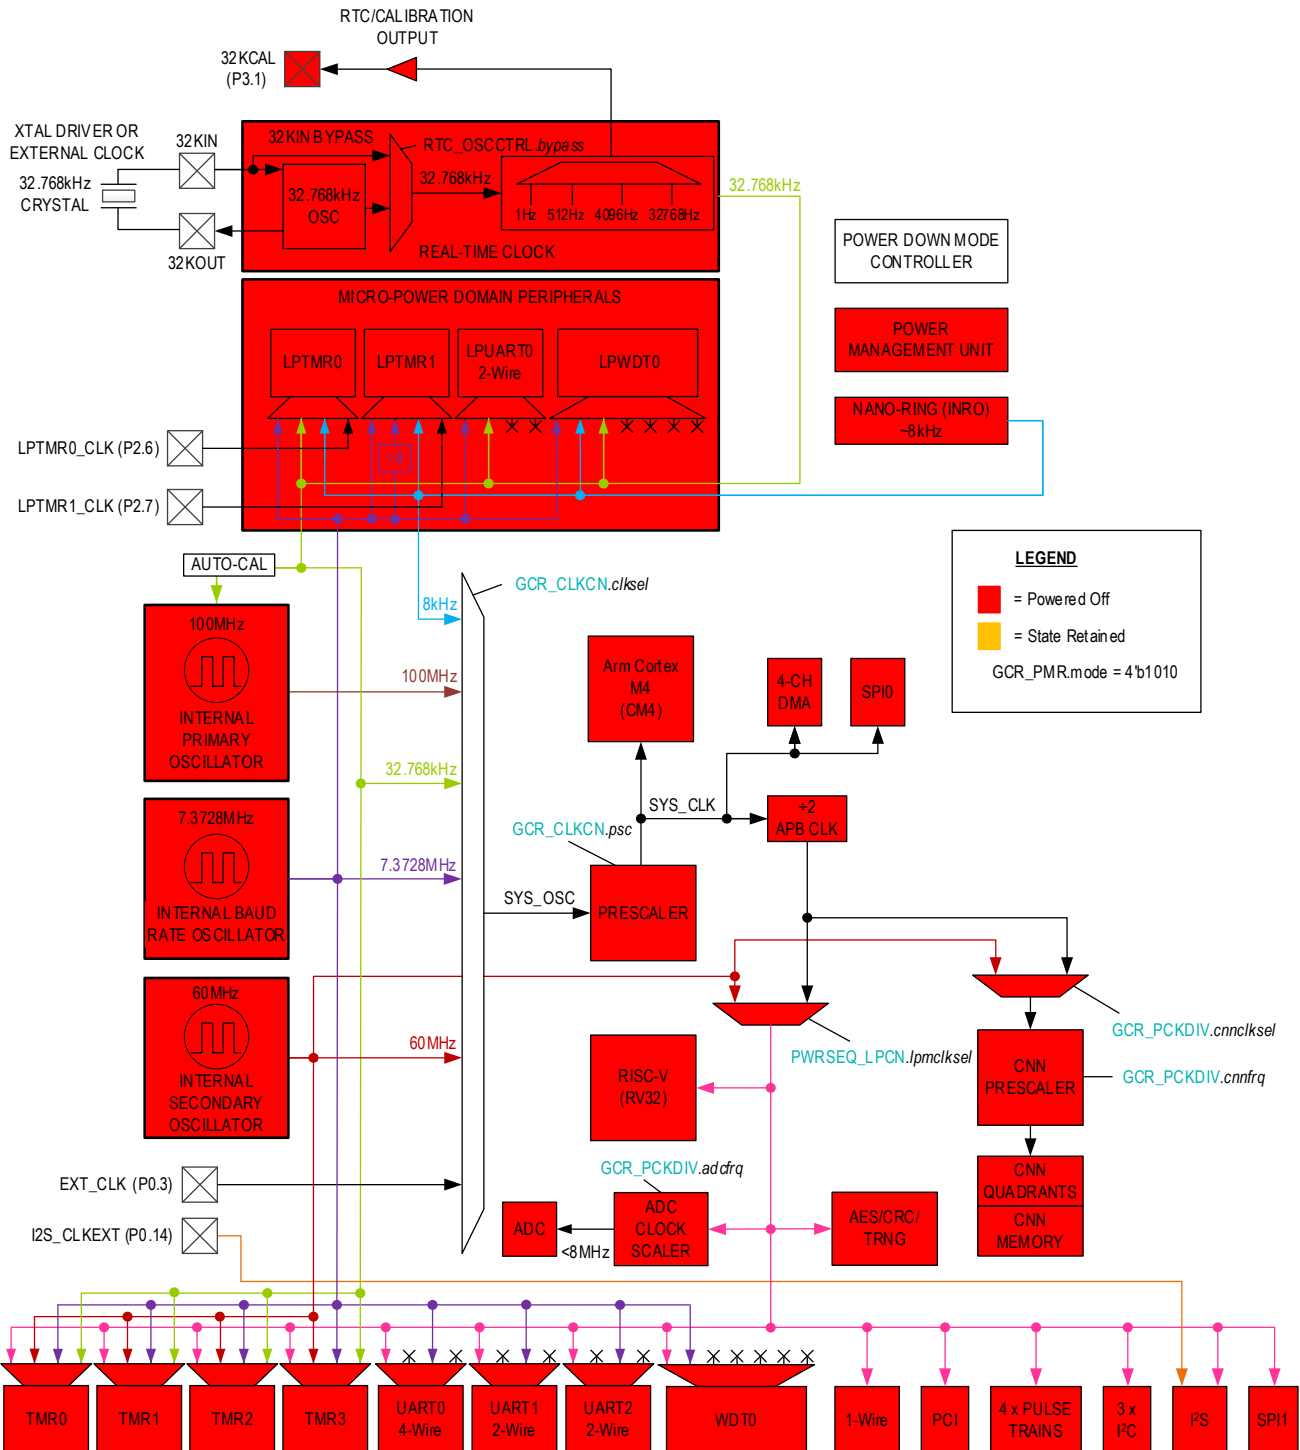 RTC/CALIBRATION
OUTPUT
32KCAL
(P3.1)
XTAL DRIVER OR
EXTERNAL CLOCK
32.768kHz
CRYSTAL
32KIN
32KOUT
32KIN BYPASS
RTC_OSCCTRL.bypass
32.768kHz
OSC
32.768kHz
1Hz 512Hz 4096Hz 32768Hz
REAL-TIME CLOCK
32.768kHz
POWER DOWN MODE
CONTROLLER
POWER
MANAGEMENT UNIT
NANO-RING (INRO)
~8kHz
MICRO-POWER DOMAIN PERIPHERALS
LPTMR0
LPTMR1
LPUART0
2-Wire
LPWDT0
÷8
LPTMR0_CLK (P2.6)
LPTMR1_CLK (P2.7)
LEGEND
= Powered Off
= State Retained
GCR_PMR.mode = 4'b1010
AUTO-CAL
100MHz
INTERNAL
PRIMARY
OSCILLATOR
7.3728MHz
INTERNAL BAUD
RATE OSCILLATOR
60MHz
INTERNAL
SECONDARY
OSCILLATOR
GCR_CLKCN.clksel
8kHz
100MHz
32.768kHz
7.3728MHz
60MHz
EXT_CLK (P0.3)
I2S_CLKEXT (P0.14)
SYS_OSC
GCR_CLKCN.psc
PRESCALER
SYS_CLK
Arm Cortex
M4
(CM4)
4-CH
DMA
SPI0
÷2
APB CLK
PWRSEQ_LPCN.lpmclksel
GCR_PCKDIV.cnnclksel
CNN
PRESCALER
GCR_PCKDIV.cnnfrq
CNN
QUADRANTS
CNN
MEMORY
RISC-V
(RV32)
GCR_PCKDIV.adcfrq
ADC
CLOCK
SCALER
ADC
<8MHz
AES/CRC/
TRNG
TMR0
TMR1
TMR2
TMR3
UART0
4-Wire
UART1
2-Wire
UART2
2-Wire
WDT0
1-Wire
PCI
4 x PULSE
TRAINS
3 x
I²C
I²S
SPI1